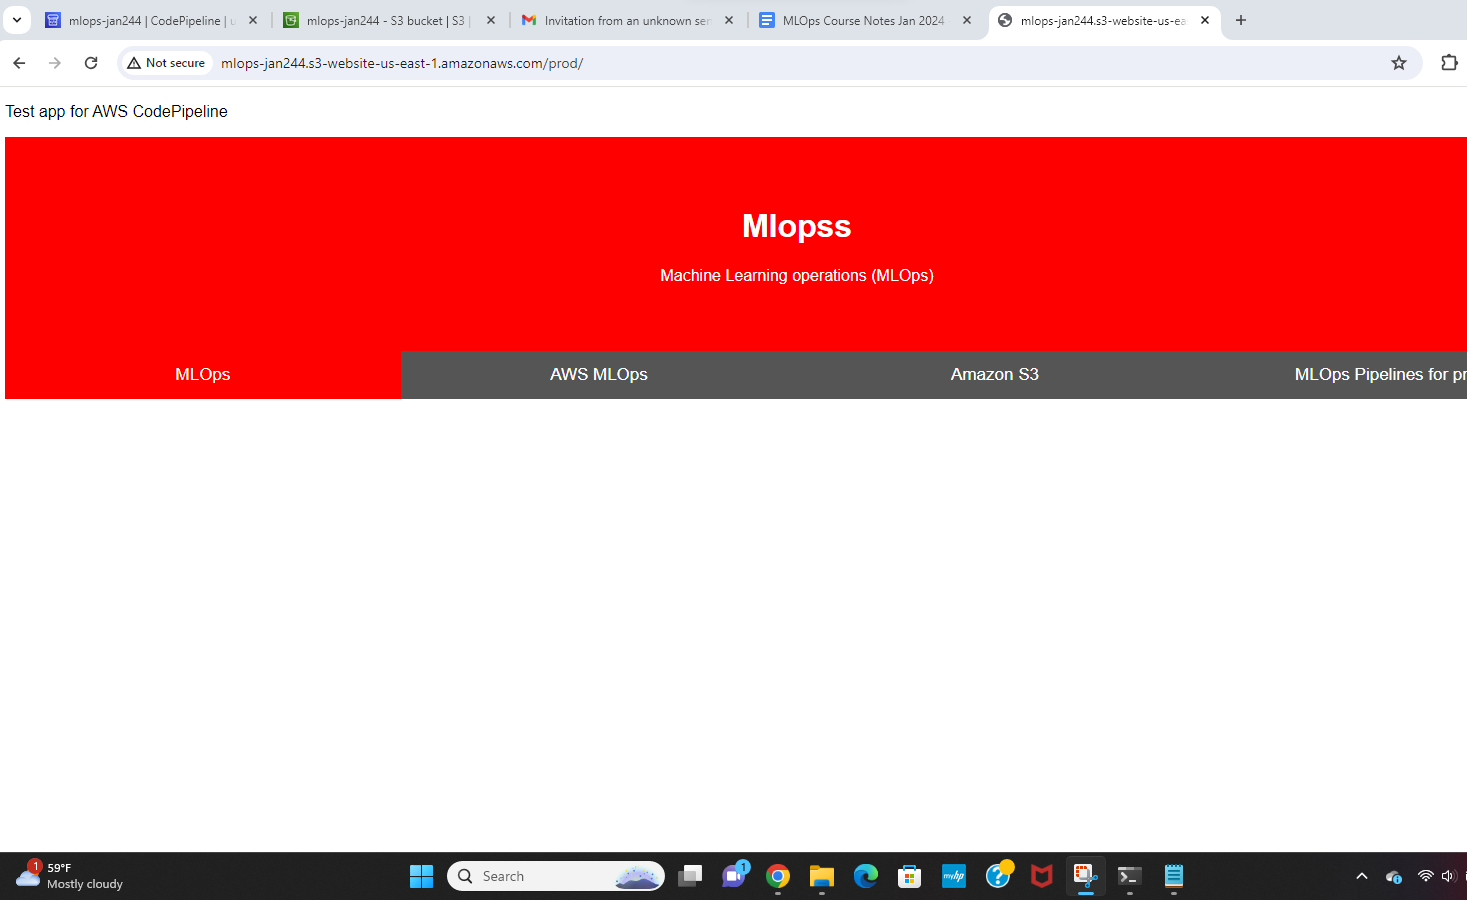 mlops-jan244 | CodePipeline | u
mlops-jan244 - S3 bucket | S3 |
Invitation from an unknown sen
MLOps Course Notes Jan 2024 -
mlops-jan244.s3-website-us-ea
Not secure
mlops-jan244.s3-website-us-east-1.amazonaws.com/prod/
Test app for AWS CodePipeline
Mlopss
Machine Learning operations (MLOps)
MLOps
AWS MLOps
Amazon S3
MLOps Pipelines for pr
1
59°F
Mostly cloudy
Search
1
myhp